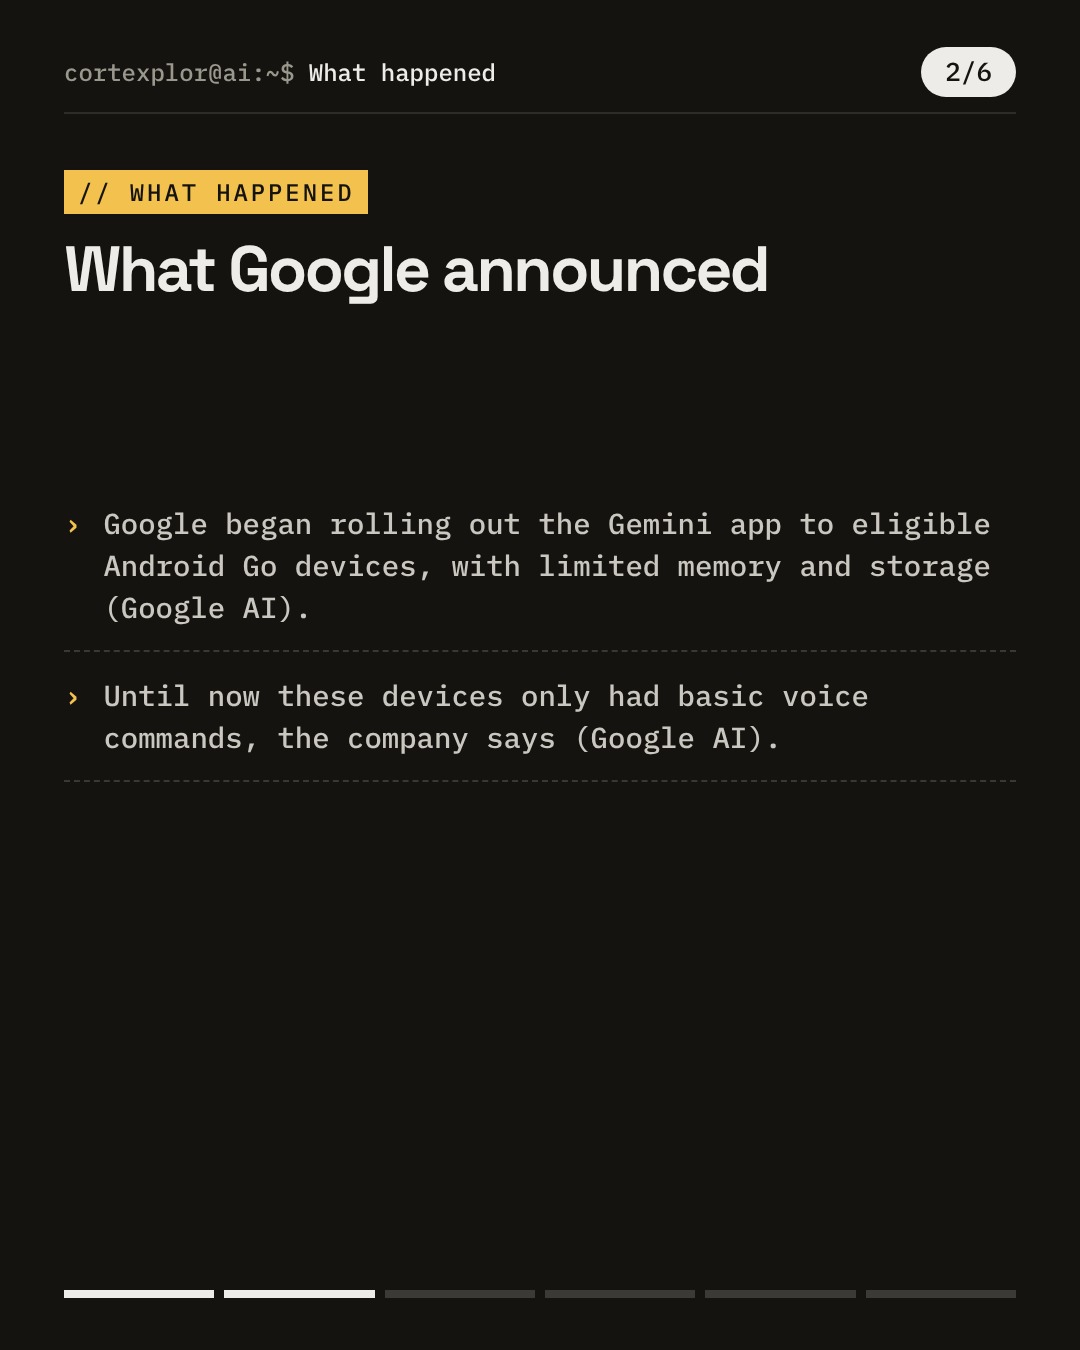 cortexplor@ai:~$ What happened
2/6
// WHAT HAPPENED
What Google announced
› Google began rolling out the Gemini app to eligible
Android Go devices, with limited memory and storage
(Google AI).
› Until now these devices only had basic voice
commands, the company says (Google AI).